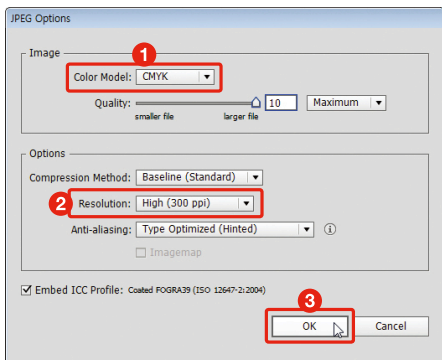 JPEG Options
Image
1
Color Model: CMYK
Quality: 10 Maximum
smaller file larger file
Options
Compression Method: Baseline (Standard)
2 Resolution: High (300 ppi)
Anti-aliasing: Type Optimized (Hinted)
Imagemap
Embed ICC Profile: Coated FOGRA39 (ISO 12647-2:2004)
3
OK Cancel